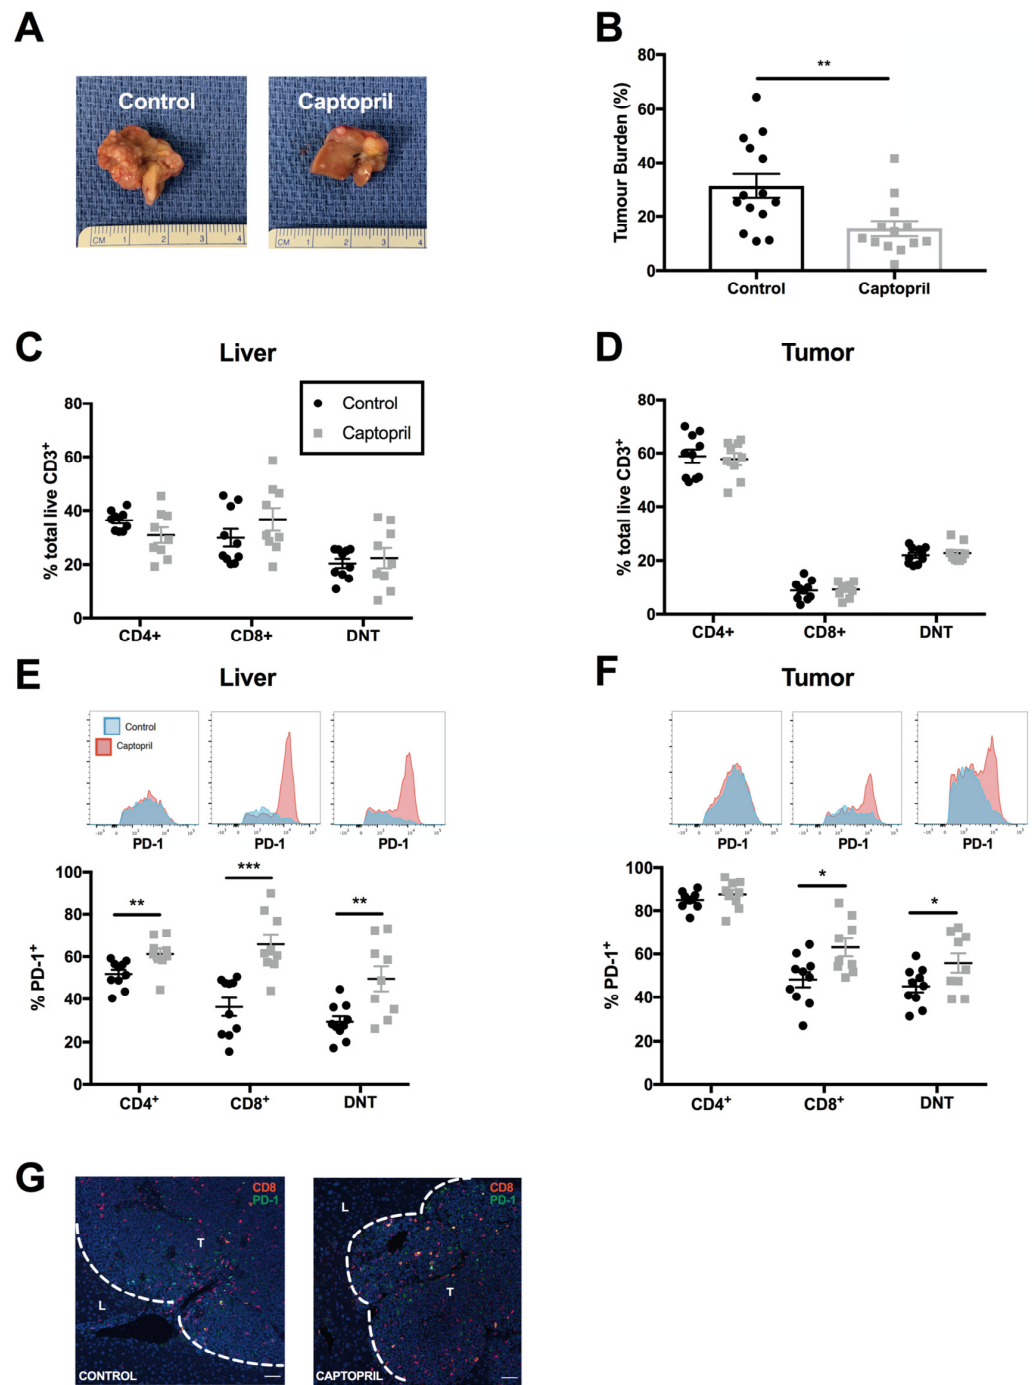 A
Control
Captopril
CM 1 2 3 4
CM 1 2 3 4
B
**
Tumour Burden (%)
80
60
40
20
0
Control
Captopril
C
Liver
Control
Captopril
% total live CD3⁺
80
60
40
20
0
CD4+
CD8+
DNT
D
Tumor
% total live CD3⁺
80
60
40
20
0
CD4+
CD8+
DNT
E
Liver
Control
Captopril
PD-1
PD-1
PD-1
% PD-1⁺
100
80
60
40
20
0
**
***
**
CD4⁺
CD8⁺
DNT
F
Tumor
PD-1
PD-1
PD-1
% PD-1⁺
100
80
60
40
20
0
*
*
CD4⁺
CD8⁺
DNT
G
CD8
PD-1
T
L
CONTROL
CD8
PD-1
L
T
CAPTOPRIL